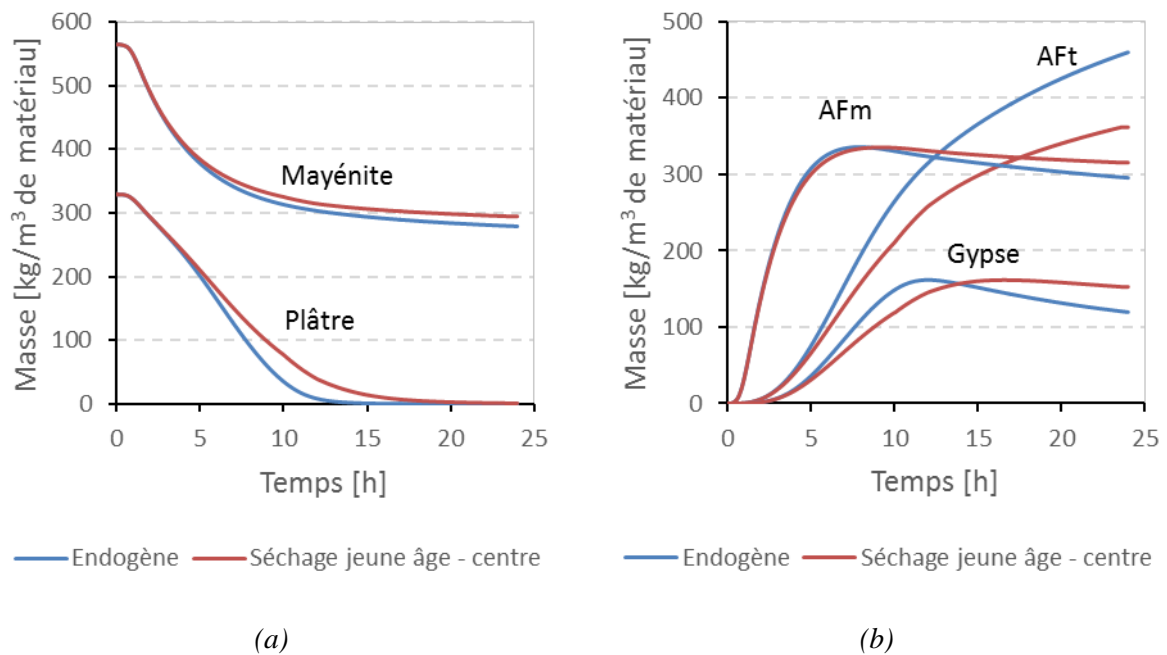 600
500
400
300
200
100
0
Masse [kg/m³ de matériau]
Mayénite
Plâtre
0 5 10 15 20 25
Temps [h]
Endogène Séchage jeune âge - centre
(a)
500
400
300
200
100
0
Masse [kg/m³ de matériau]
AFt
AFm
Gypse
0 5 10 15 20 25
Temps [h]
Endogène Séchage jeune âge - centre
(b)